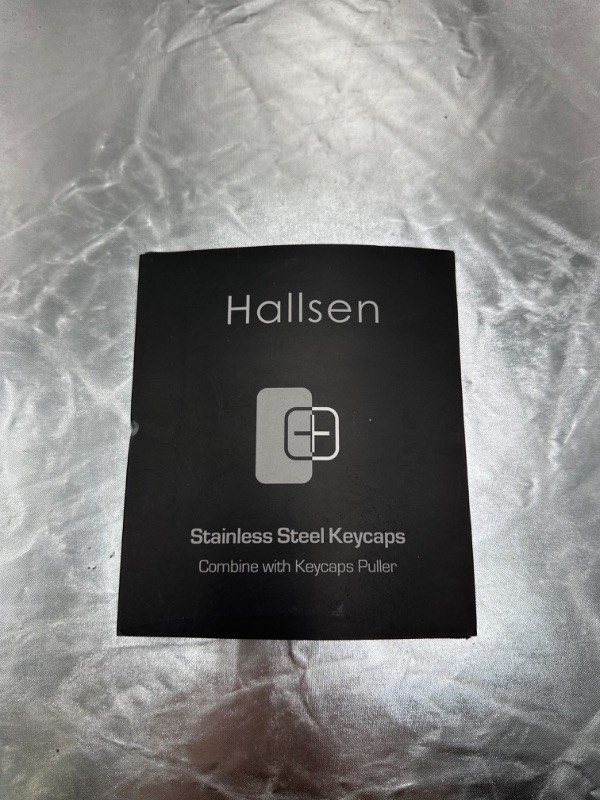 Hallsen
Stainless Steel Keycaps
Combine with Keycaps Puller